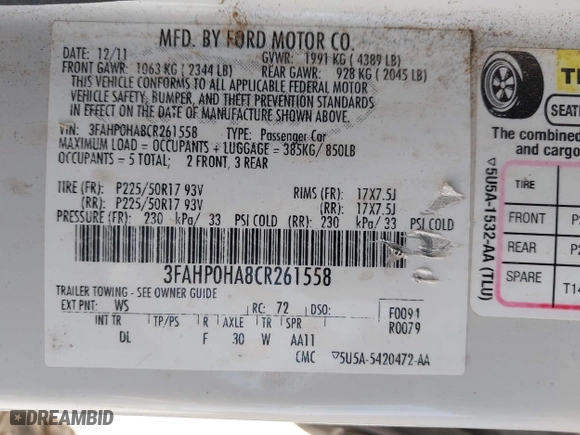 MFD. BY FORD MOTOR CO.
DATE: 12/11 GVWR: 1991 KG ( 4389 LB)
FRONT GAWR: 1063 KG ( 2344 LB) REAR GAWR: 928 KG ( 2045 LB)
THIS VEHICLE CONFORMS TO ALL APPLICABLE FEDERAL MOTOR
VEHICLE SAFETY, BUMPER, AND THEFT PREVENTION STANDARDS
IN EFFECT ON THE DATE OF MANUFACTURE SHOWN ABOVE.
VIN: 3FAHP0HA8CR261558 TYPE: Passenger Car
MAXIMUM LOAD = OCCUPANTS + LUGGAGE = 385KG/ 850LB
OCCUPANTS = 5 TOTAL; 2 FRONT, 3 REAR
TIRE (FR): P225/50R17 93V RIMS (FR): 17X7.5J
(RR): P225/50R17 93V (RR): 17X7.5J
PRESSURE (FR): 230 kPa/ 33 PSI COLD (RR): 230 kPa/ 33 PSI COLD
3FAHP0HA8CR261558
TRAILER TOWING - SEE OWNER GUIDE
EXT PNT: WS RC: 72 DSO: F0091
R0079
INT TR TP/PS R AXLE TR SPR
DL F 30 W AA11
CMC ▽5U5A-5420472-AA
▽5U5A-1532-AA (TLU)
SEATI
The combined
and cargo
TIRE
FRONT P
REAR P2
SPARE T14
DREAMBID